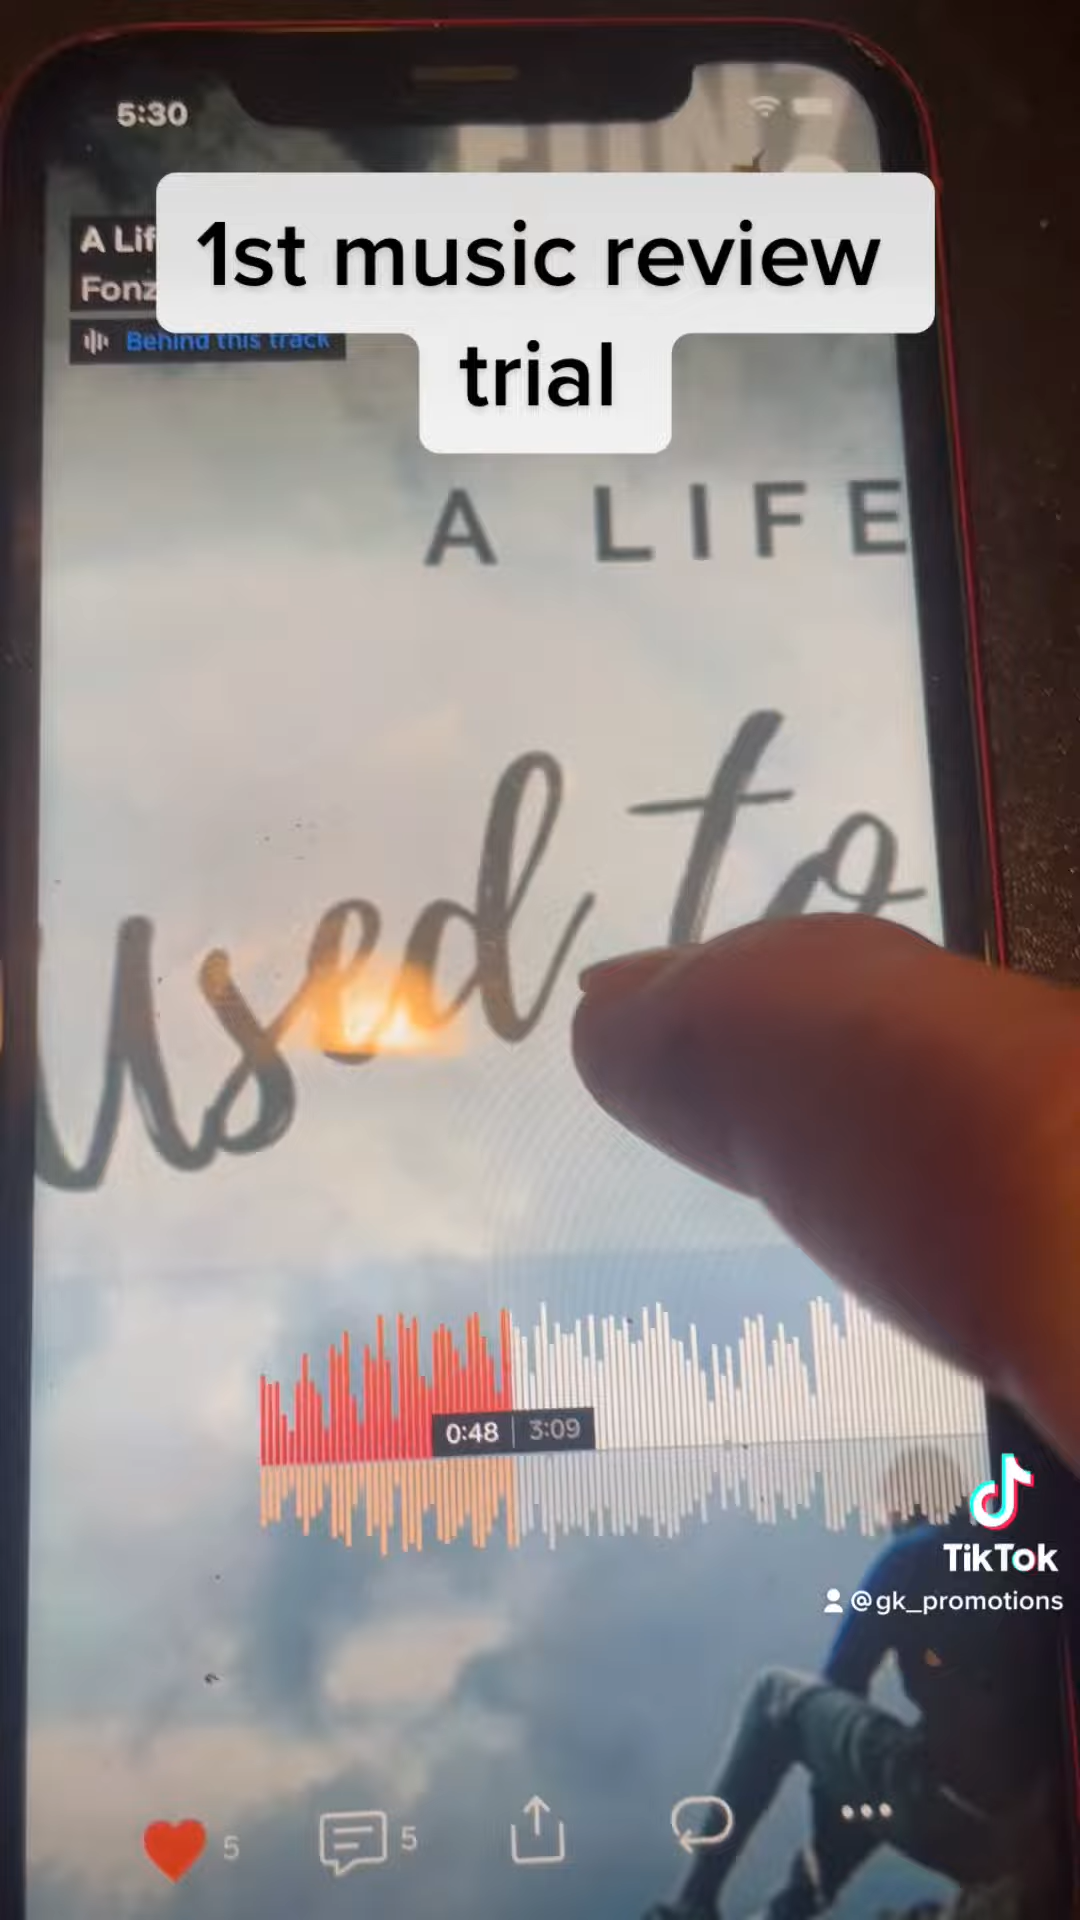 5:30
1st music review
trial
A Lif
Fonz
Behind this track
A LIFE
used to
0:48 3:09
TikTok
@gk_promotions
5
5